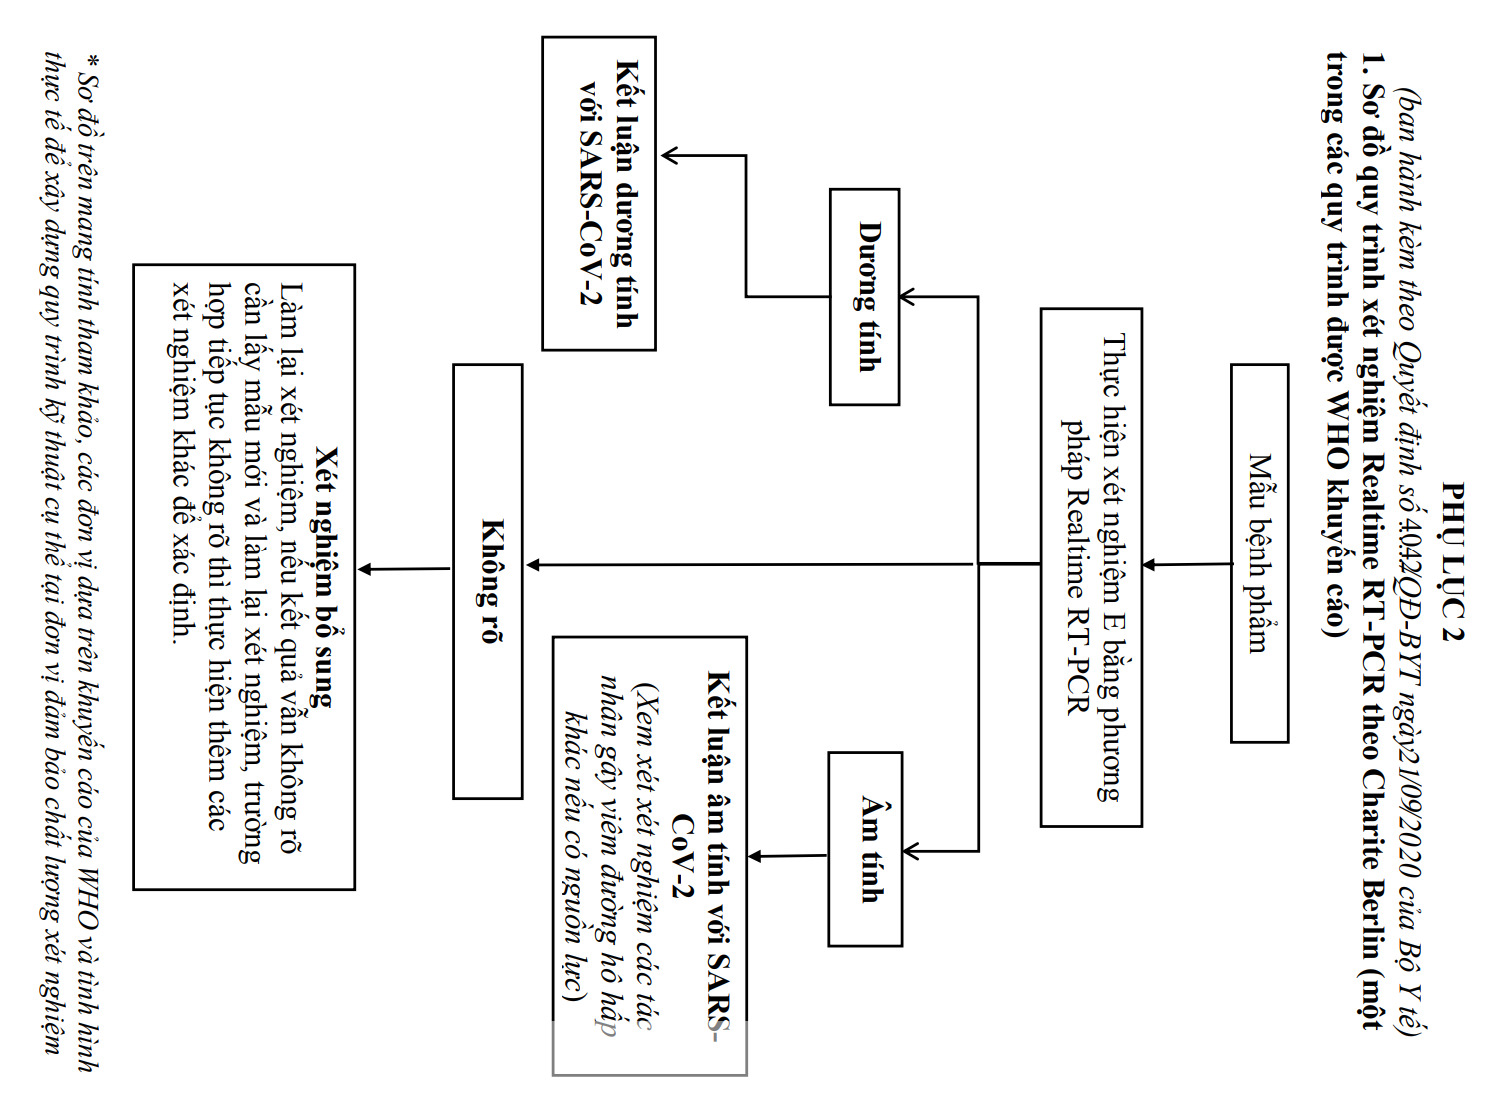 PHỤ LỤC 2
(ban hành kèm theo Quyết định số 4042/QĐ-BYT ngày 21/09/2020 của Bộ Y tế)
1. Sơ đồ quy trình xét nghiệm Realtime RT-PCR theo Charite Berlin (một
trong các quy trình được WHO khuyến cáo)
Mẫu bệnh phẩm
Thực hiện xét nghiệm E bằng phương
pháp Realtime RT-PCR
Dương tính
Âm tính
Kết luận dương tính
với SARS-CoV-2
Kết luận âm tính với SARS-
CoV-2
(Xem xét xét nghiệm các tác
nhân gây viêm đường hô hấp
khác nếu có nguồn lực)
Không rõ
Xét nghiệm bổ sung
Làm lại xét nghiệm, nếu kết quả vẫn không rõ
cần lấy mẫu mới và làm lại xét nghiệm, trường
hợp tiếp tục không rõ thì thực hiện thêm các
xét nghiệm khác để xác định.
* Sơ đồ trên mang tính tham khảo, các đơn vị dựa trên khuyến cáo của WHO và tình hình
thực tế để xây dựng quy trình kỹ thuật cụ thể tại đơn vị đảm bảo chất lượng xét nghiệm